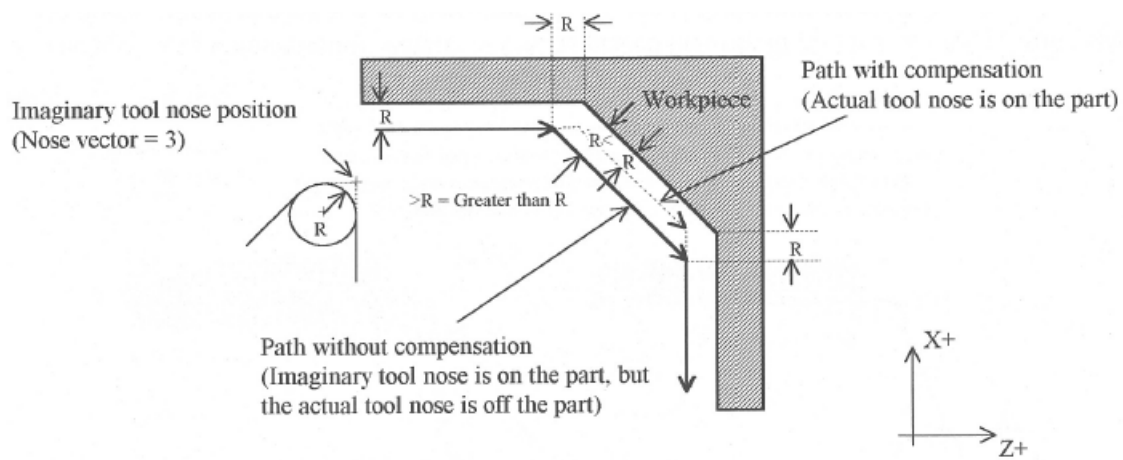 R
Imaginary tool nose position
(Nose vector = 3)
R
Workpiece
Path with compensation
(Actual tool nose is on the part)
R<
R
>R = Greater than R
R
R
Path without compensation
(Imaginary tool nose is on the part, but
the actual tool nose is off the part)
X+
Z+